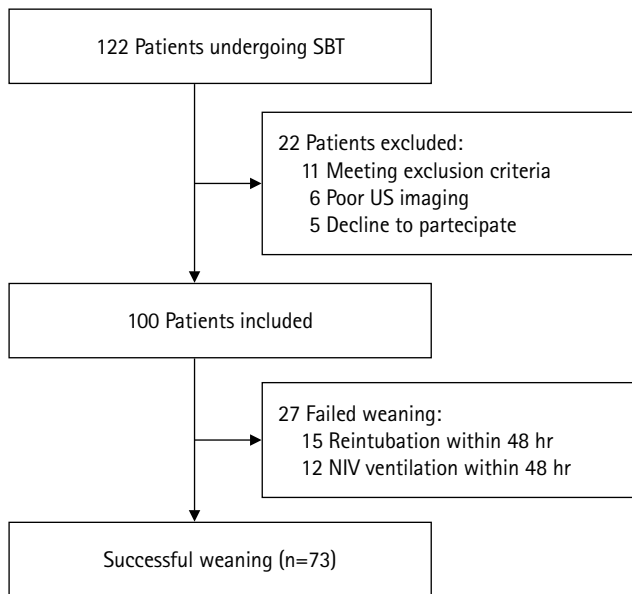 122 Patients undergoing SBT
22 Patients excluded:
11 Meeting exclusion criteria
6 Poor US imaging
5 Decline to partecipate
100 Patients included
27 Failed weaning:
15 Reintubation within 48 hr
12 NIV ventilation within 48 hr
Successful weaning (n=73)